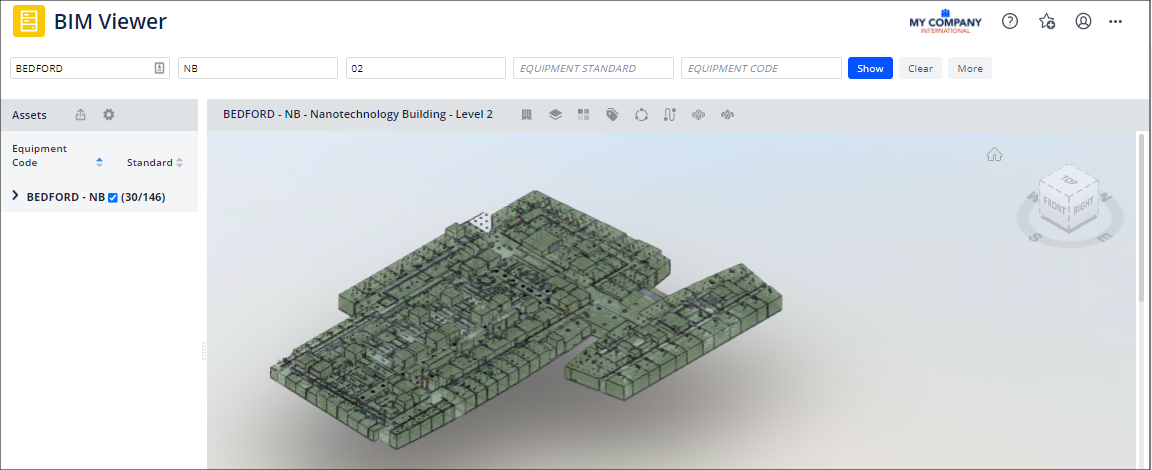 BIM Viewer
MY COMPANY
INTERNATIONAL
BEDFORD
NB
02
EQUIPMENT STANDARD
EQUIPMENT CODE
Show
Clear
More
Assets
BEDFORD - NB - Nanotechnology Building - Level 2
Equipment
Code
Standard
BEDFORD - NB (30/146)
TOP
FRONT
RIGHT
W
N
S
E